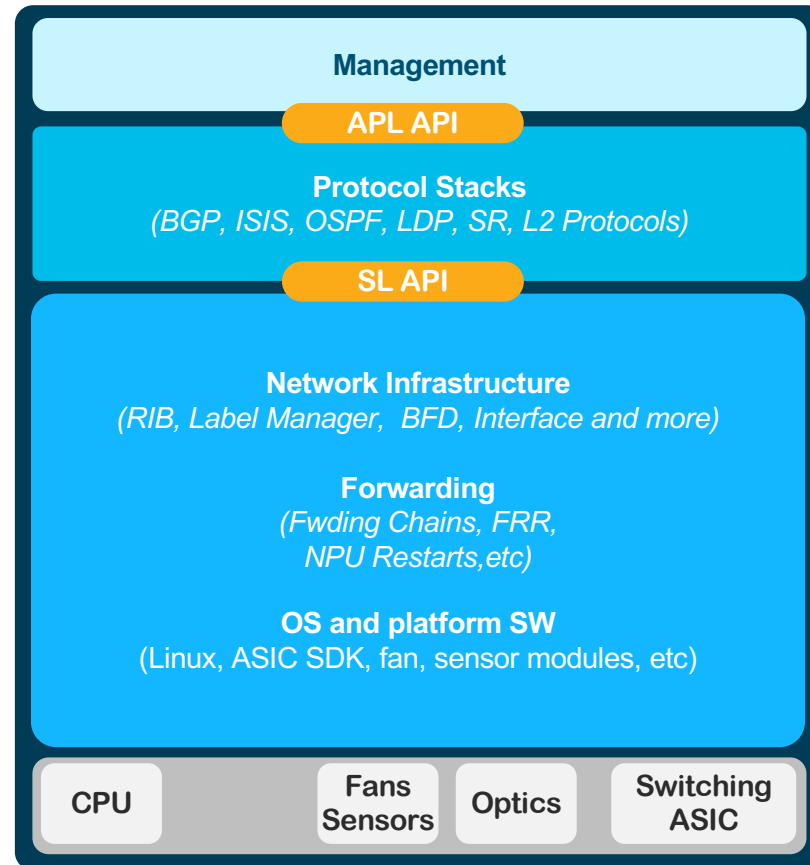 Management
APL API
Protocol Stacks
(BGP, ISIS, OSPF, LDP, SR, L2 Protocols)
SL API
Network Infrastructure
(RIB, Label Manager,  BFD, Interface and more)
Forwarding
(Fwding Chains, FRR,
NPU Restarts,etc)
OS and platform SW
(Linux, ASIC SDK, fan, sensor modules, etc)
CPU
Fans
Sensors
Optics
Switching
ASIC